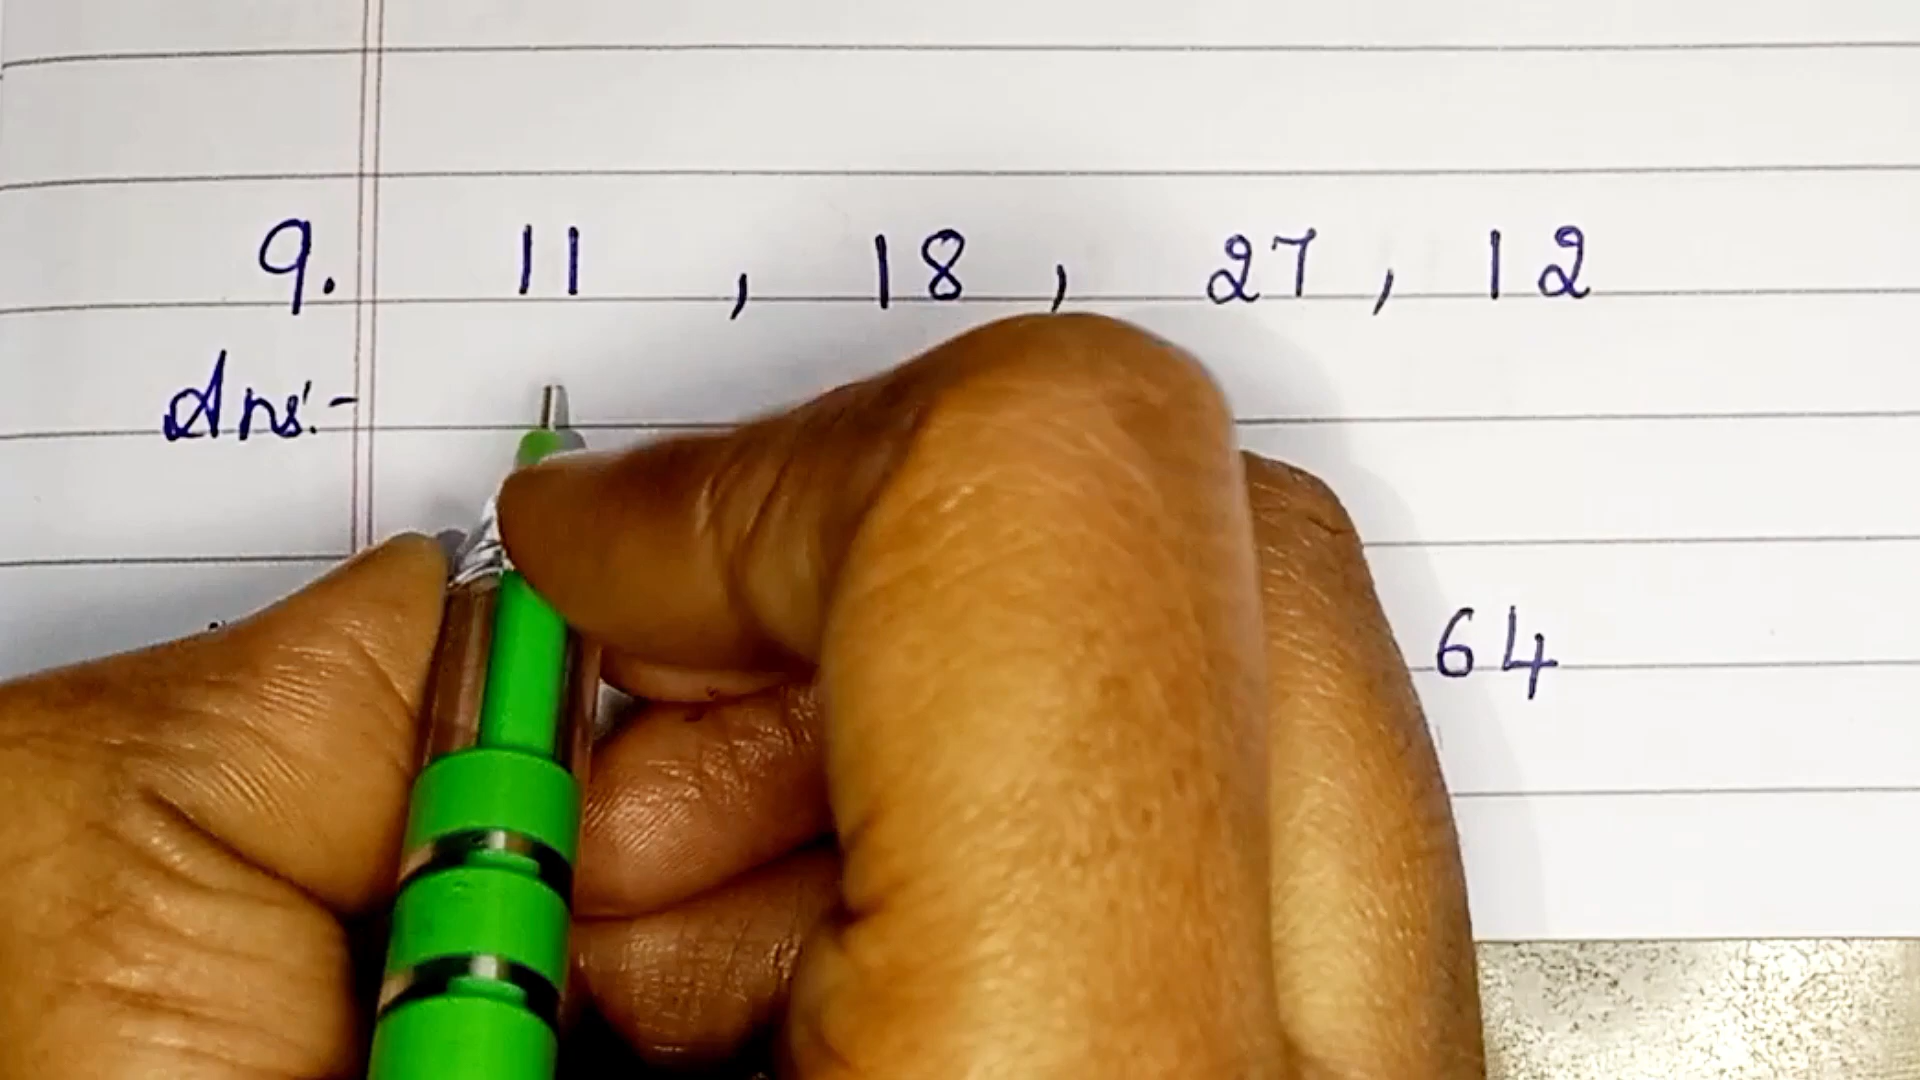 9. 11 , 18 , 27 , 12
Ans:-
64